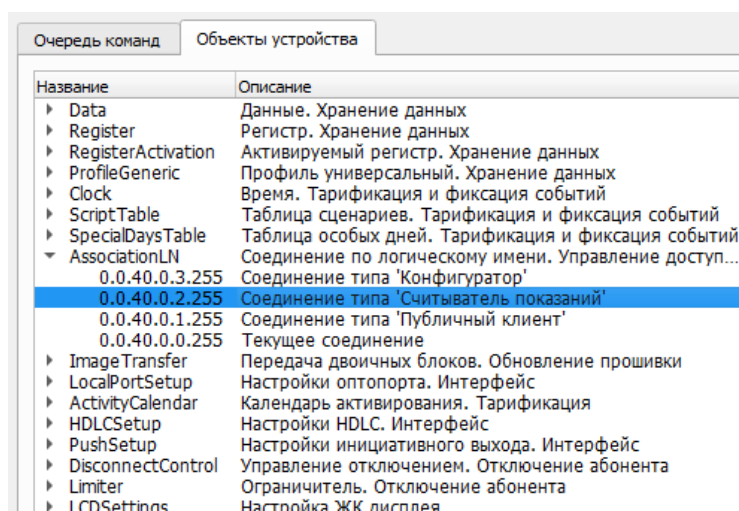 Очередь команд Объекты устройства
Название Описание
Data Данные. Хранение данных
Register Регистр. Хранение данных
RegisterActivation Активируемый регистр. Хранение данных
ProfileGeneric Профиль универсальный. Хранение данных
Clock Время. Тарификация и фиксация событий
ScriptTable Таблица сценариев. Тарификация и фиксация событий
SpecialDaysTable Таблица особых дней. Тарификация и фиксация событий
AssociationLN Соединение по логическому имени. Управление доступ...
0.0.40.0.3.255 Соединение типа 'Конфигуратор'
0.0.40.0.2.255 Соединение типа 'Считыватель показаний'
0.0.40.0.1.255 Соединение типа 'Публичный клиент'
0.0.40.0.0.255 Текущее соединение
ImageTransfer Передача двоичных блоков. Обновление прошивки
LocalPortSetup Настройки оптопорта. Интерфейс
ActivityCalendar Календарь активирования. Тарификация
HDLCSetup Настройки HDLC. Интерфейс
PushSetup Настройки инициативного выхода. Интерфейс
DisconnectControl Управление отключением. Отключение абонента
Limiter Ограничитель. Отключение абонента
LCDSettings Настройка ЖК дисплея